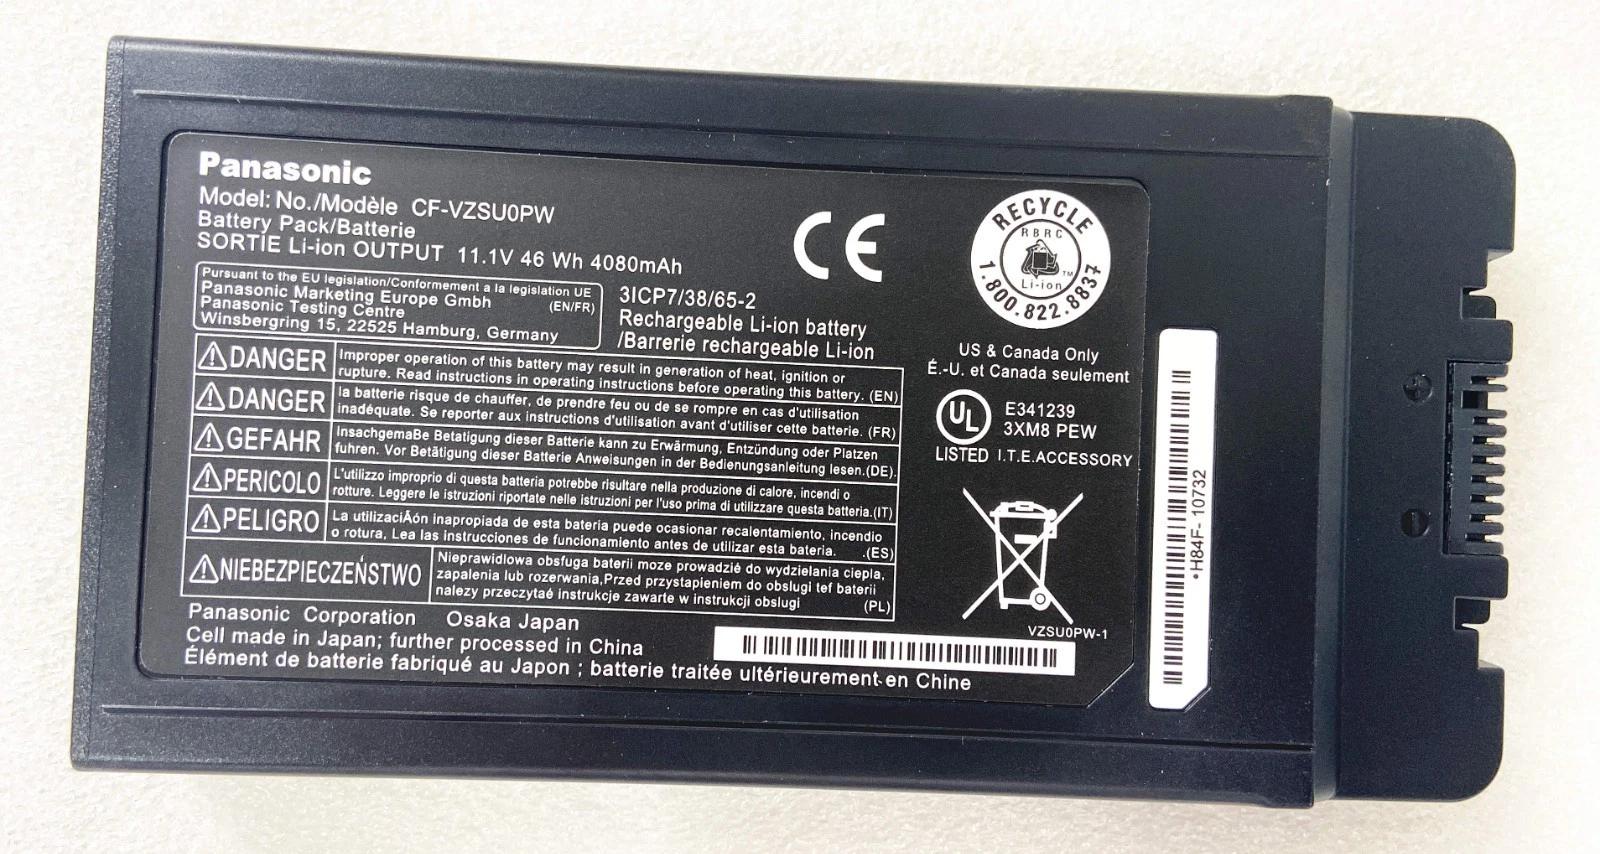 Panasonic
Model: No./Modèle CF-VZSU0PW
Battery Pack/Batterie
SORTIE Li-ion OUTPUT 11.1V 46 Wh 4080mAh
Pursuant to the EU legislation/Conformement a la legislation UE
Panasonic Marketing Europe Gmbh (EN/FR)
Panasonic Testing Centre
Winsbergring 15, 22525 Hamburg, Germany
3ICP7/38/65-2
Rechargeable Li-ion battery
/Barrerie rechargeable Li-ion
CE
RECYCLE
RBRC
TM
Li-ion
1.800.822.8837
US & Canada Only
É.-U. et Canada seulement
UL E341239
3XM8 PEW
LISTED I.T.E.ACCESSORY
DANGER Improper operation of this battery may result in generation of heat, ignition or
rupture. Read instructions in operating instructions before operating this battery. (EN)
DANGER la batterie risque de chauffer, de prendre feu ou de se rompre en cas d'utilisation
inadéquate. Se reporter aux instructions d'utilisation avant d'utiliser cette batterie. (FR)
GEFAHR InsachgemaBe Betatigung dieser Batterie kann zu Erwärmung, Entzündung oder Platzen
fuhren. Vor Betätigung dieser Batterie Anweisungen in der Bedienungsanleitung lesen.(DE).
PERICOLO L'utilizzo improprio di questa batteria potrebbe risultare nella produzione di calore, incendi o
rotture. Leggere le istruzioni riportate nelle istruzioni per l'uso prima di utilizzare questa batteria.(IT)
PELIGRO La utilizaciÂón inapropiada de esta bateria puede ocasionar recalentamiento, incendio
o rotura, Lea las instrucciones de funcionamiento antes de utilizar esta bateria. .(ES)
NIEBEZPIECZEŃSTWO Nieprawidlowa obsfuga baterii moze prowadzié do wydzielania ciepla,
zapalenia lub rozerwania,Przed przystapieniem do obslugi tef baterii
nalezy przeczytaé instrukcje zawarte w instrukcji obslugi (PL)
VZSU0PW-1
Panasonic Corporation Osaka Japan
Cell made in Japan; further processed in China
Élément de batterie fabriqué au Japon ; batterie traitée ultérieurement en Chine
•H84F- 10732
+
-